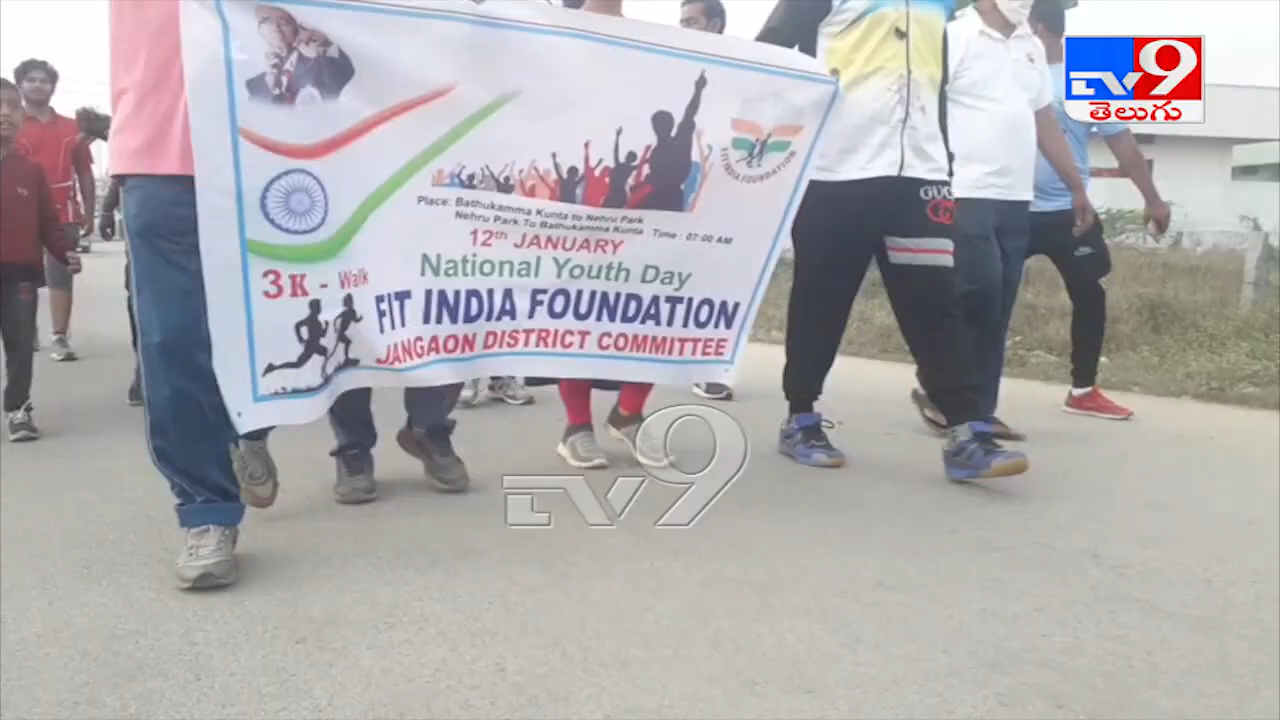 TV9
తెలుగు
FIT INDIA FOUNDATION
Place: Bathukamma Kunta to Nehru Park
Nehru Park To Bathukamma Kunta Time : 07:00 AM
12th JANUARY
National Youth Day
3K - Walk
FIT INDIA FOUNDATION
JANGAON DISTRICT COMMITTEE
GUCCI
TV9